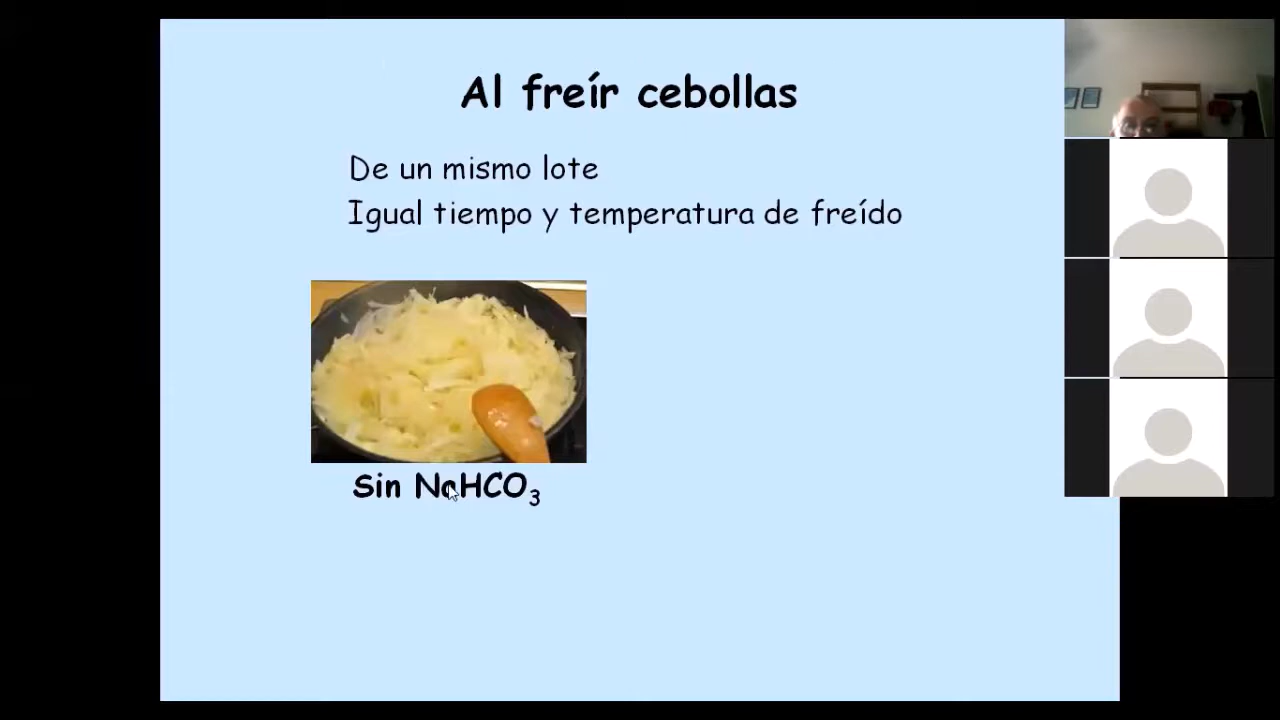 Al freír cebollas
De un mismo lote
Igual tiempo y temperatura de freído
Sin NaHCO₃